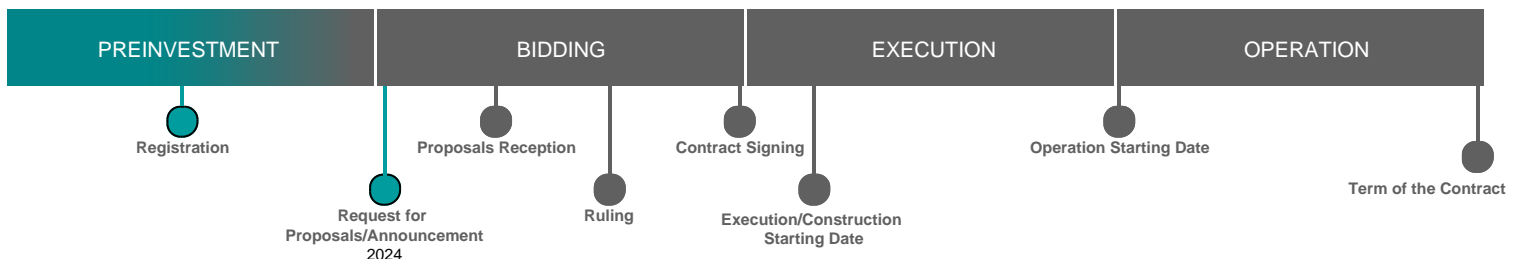 PREINVESTMENT
BIDDING
EXECUTION
OPERATION
Registration
Proposals Reception
Contract Signing
Operation Starting Date
Term of the Contract
Request for
Proposals/Announcement
2024
Ruling
Execution/Construction
Starting Date